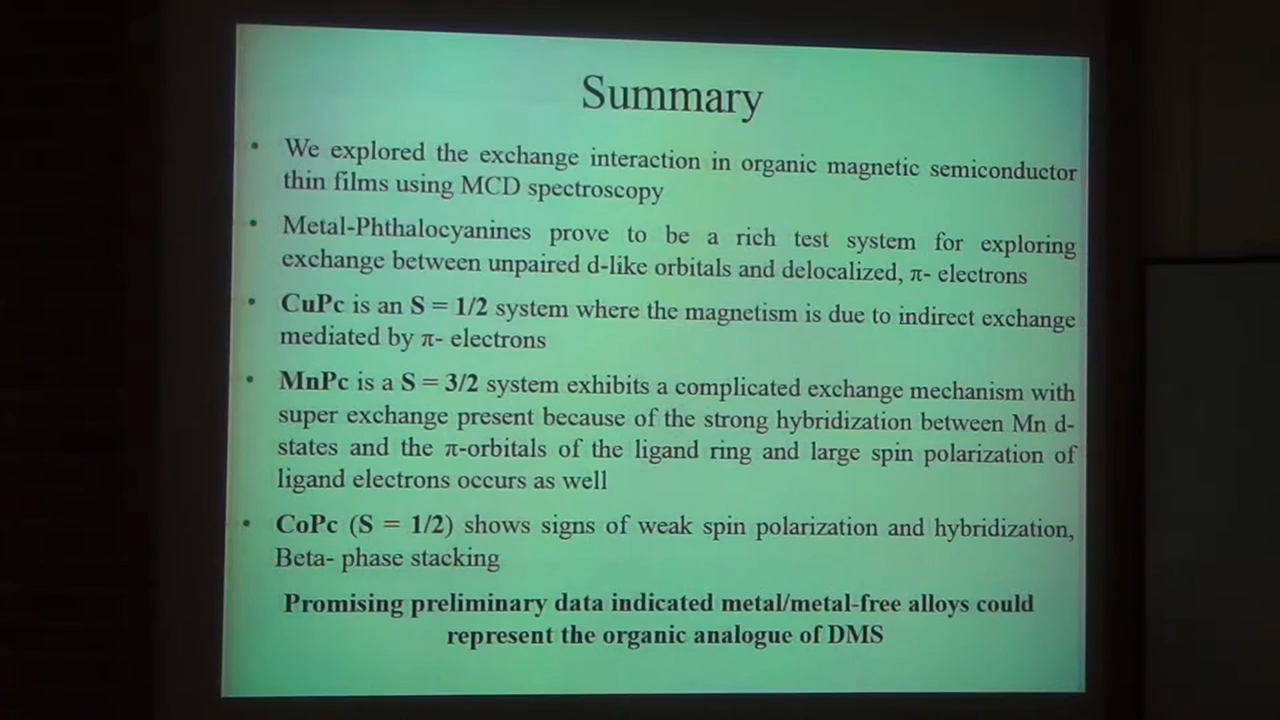 Summary
• We explored the exchange interaction in organic magnetic semiconductor
thin films using MCD spectroscopy
• Metal-Phthalocyanines prove to be a rich test system for exploring
exchange between unpaired d-like orbitals and delocalized, π- electrons
• CuPc is an S = 1/2 system where the magnetism is due to indirect exchange
mediated by π- electrons
• MnPc is a S = 3/2 system exhibits a complicated exchange mechanism with
super exchange present because of the strong hybridization between Mn d-
states and the π-orbitals of the ligand ring and large spin polarization of
ligand electrons occurs as well
• CoPc (S = 1/2) shows signs of weak spin polarization and hybridization,
Beta- phase stacking
Promising preliminary data indicated metal/metal-free alloys could
represent the organic analogue of DMS